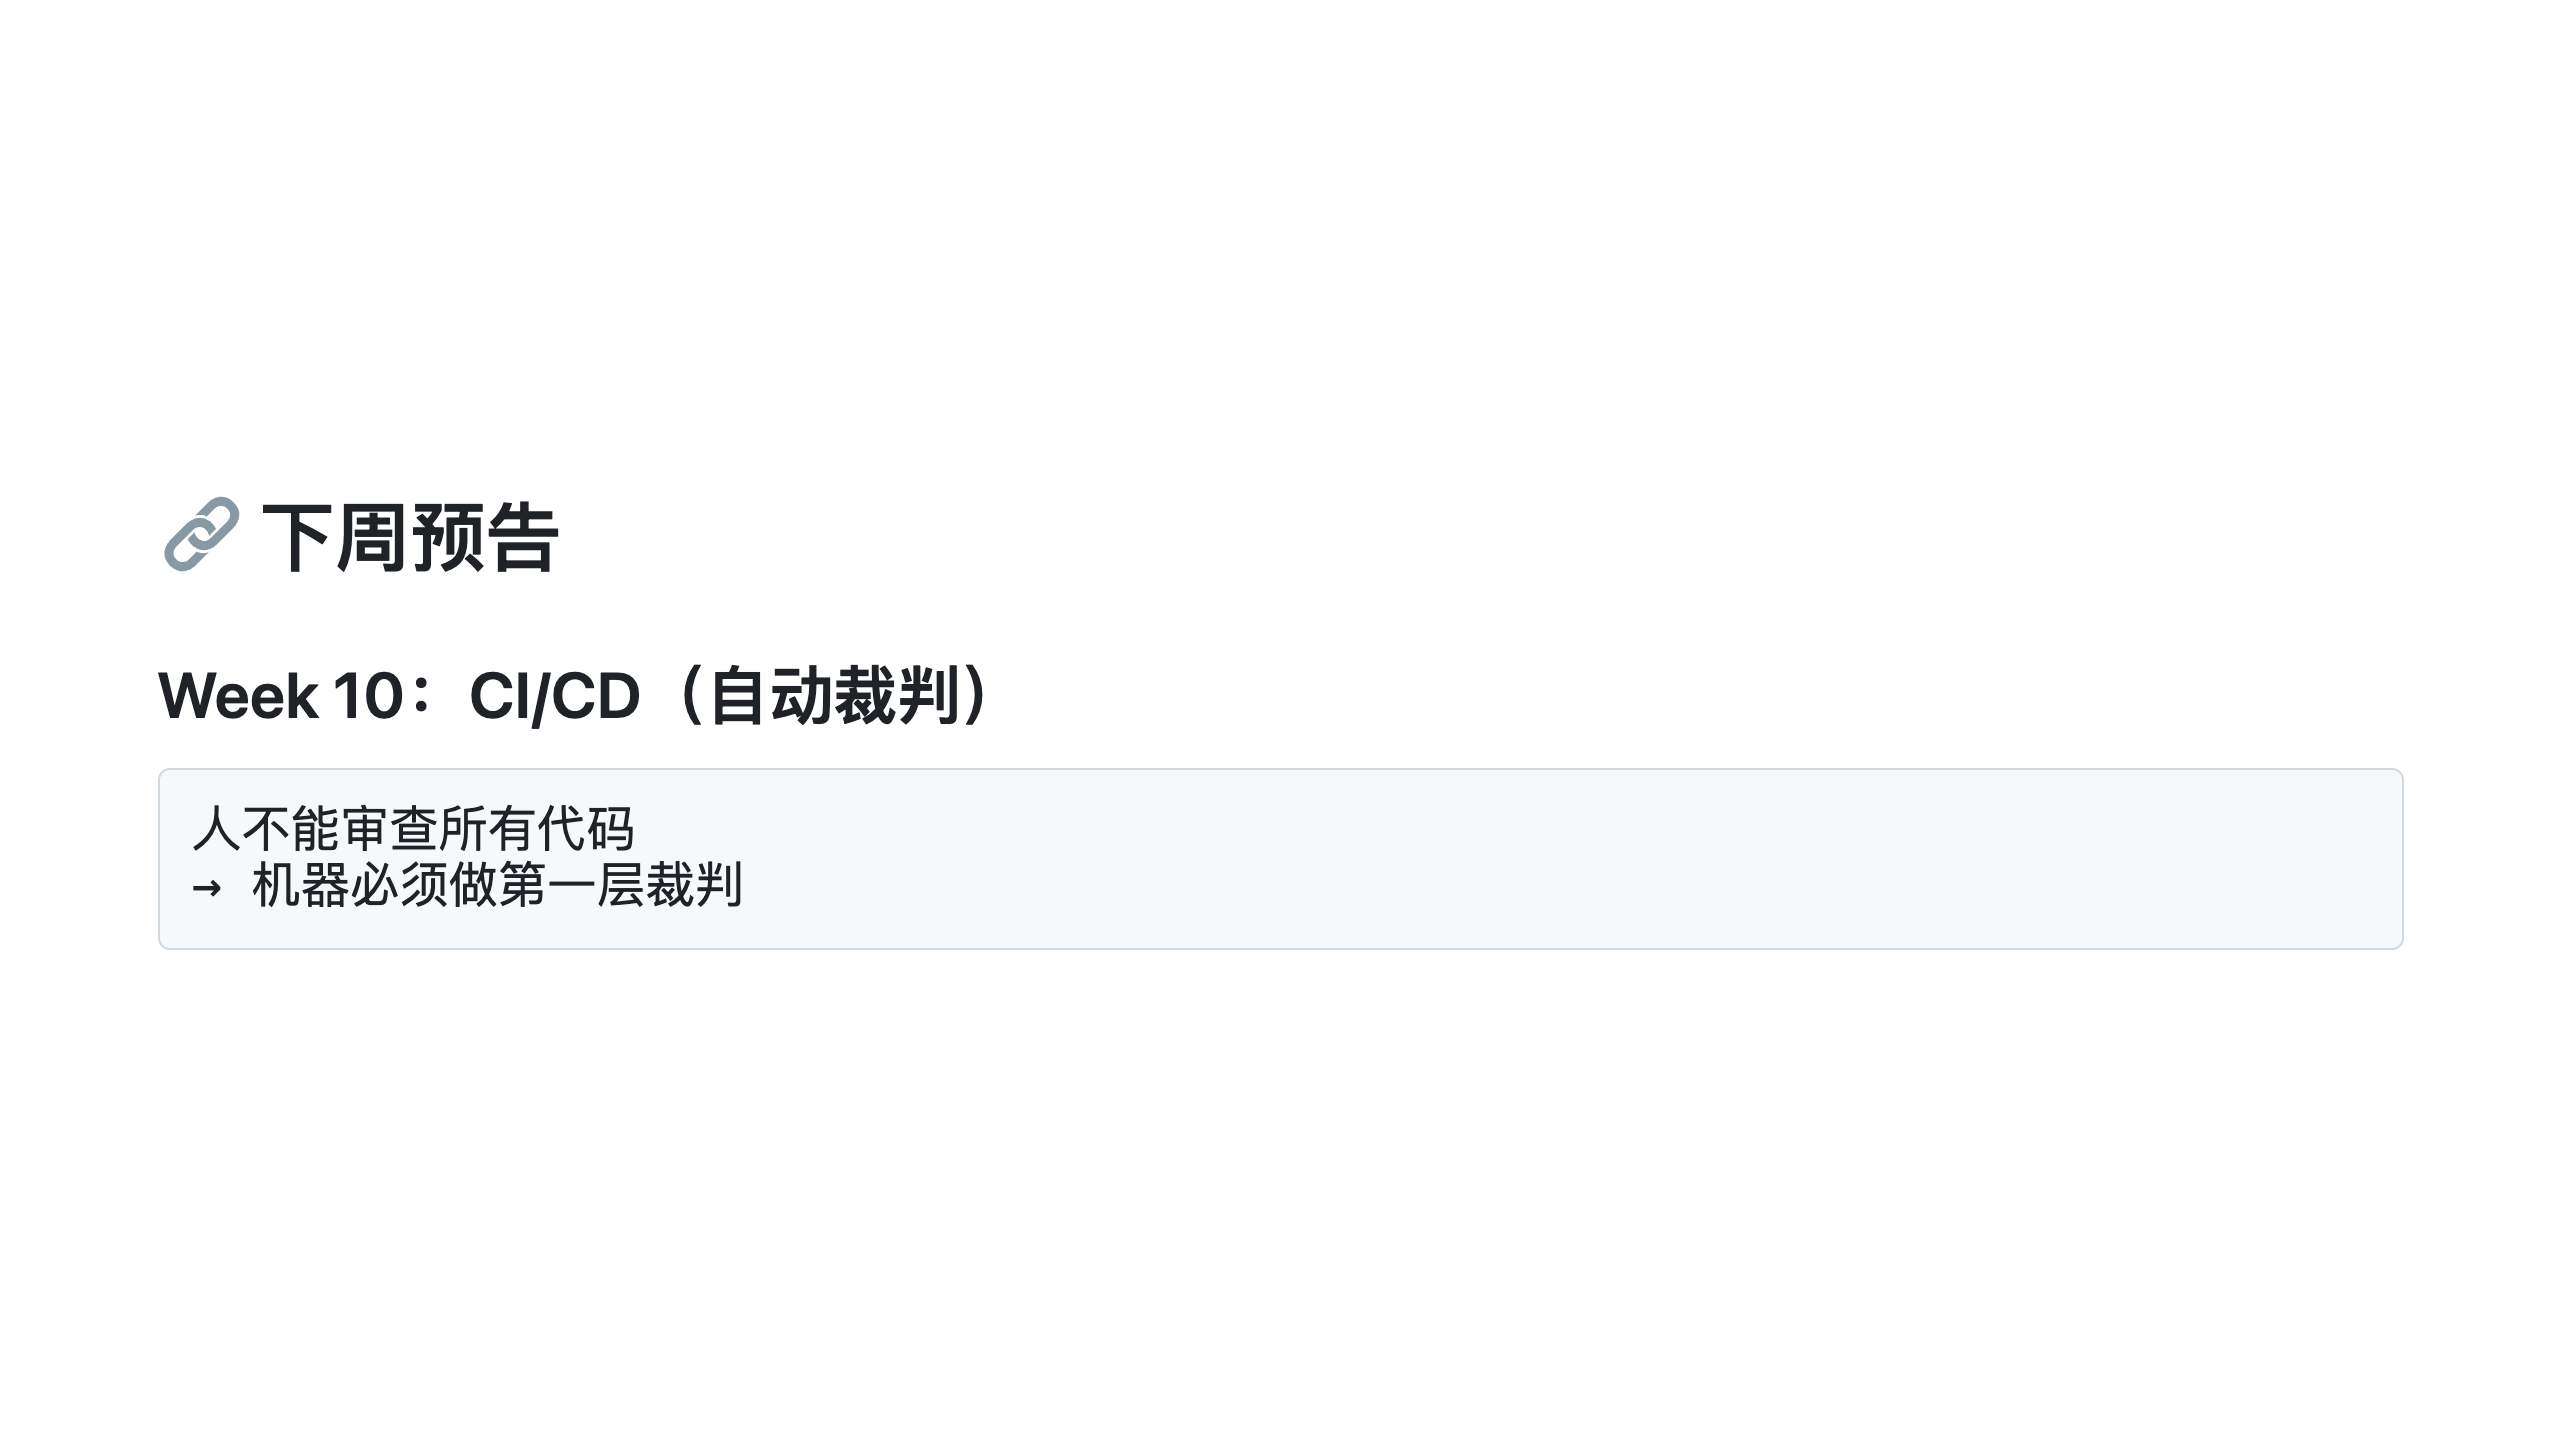 🔗 下周预告
Week 10：CI/CD（自动裁判）
人不能审查所有代码
→ 机器必须做第一层裁判